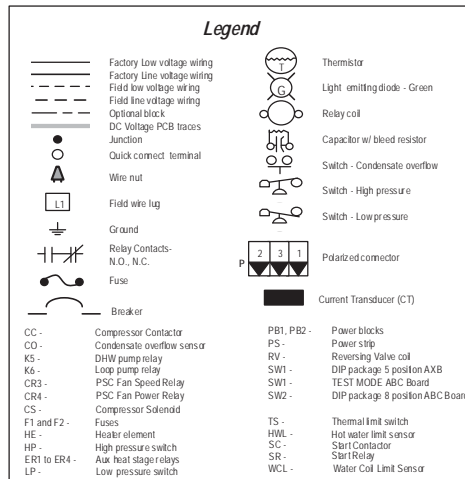 Legend
Factory Low voltage wiring
Factory Line voltage wiring
Field low voltage wiring
Field line voltage wiring
Optional block
DC Voltage PCB traces
Junction
Quick connect terminal
Wire nut
L1
Field wire lug
Ground
Relay Contacts-
N.O., N.C.
Fuse
Breaker
T
Thermistor
G
Light emitting diode - Green
Relay coil
Capacitor w/ bleed resistor
Switch - Condensate overflow
Switch - High pressure
Switch - Low pressure
P
2 3 1
Polarized connector
Current Transducer (CT)
CC - Compressor Contactor
CO - Condensate overflow sensor
K5 - DHW pump relay
K6 - Loop pump relay
CR3 - PSC Fan Speed Relay
CR4 - PSC Fan Power Relay
CS - Compressor Solenoid
F1 and F2 - Fuses
HE - Heater element
HP - High pressure switch
ER1 to ER4 - Aux heat stage relays
LP - Low pressure switch
PB1, PB2 - Power blocks
PS - Power strip
RV - Reversing Valve coil
SW1 - DIP package 5 position AXB
SW1 - TEST MODE ABC Board
SW2 - DIP package 8 position ABC Board
TS - Thermal limit switch
HWL - Hot water limit sensor
SC - Start Contactor
SR - Start Relay
WCL - Water Coil Limit Sensor